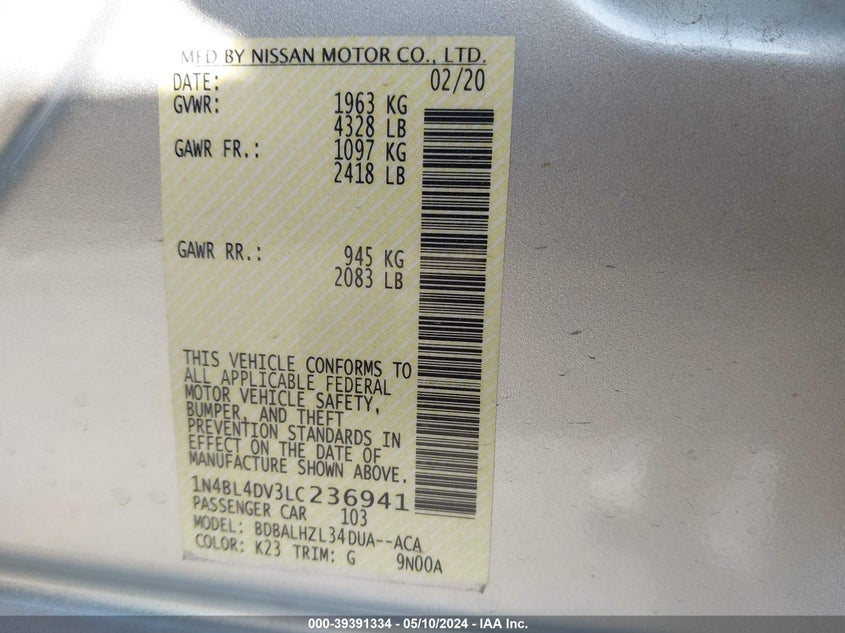 MFD BY NISSAN MOTOR CO., LTD.
DATE: 02/20
GVWR: 1963 KG
4328 LB
GAWR FR.: 1097 KG
2418 LB
GAWR RR.: 945 KG
2083 LB
THIS VEHICLE CONFORMS TO
ALL APPLICABLE FEDERAL
MOTOR VEHICLE SAFETY,
BUMPER, AND THEFT
PREVENTION STANDARDS IN
EFFECT ON THE DATE OF
MANUFACTURE SHOWN ABOVE.
1N4BL4DV3LC236941
PASSENGER CAR 103
MODEL: BDBALHZL34DUA--ACA
COLOR: K23 TRIM: G 9N00A
000-39391334 - 05/10/2024 - IAA Inc.